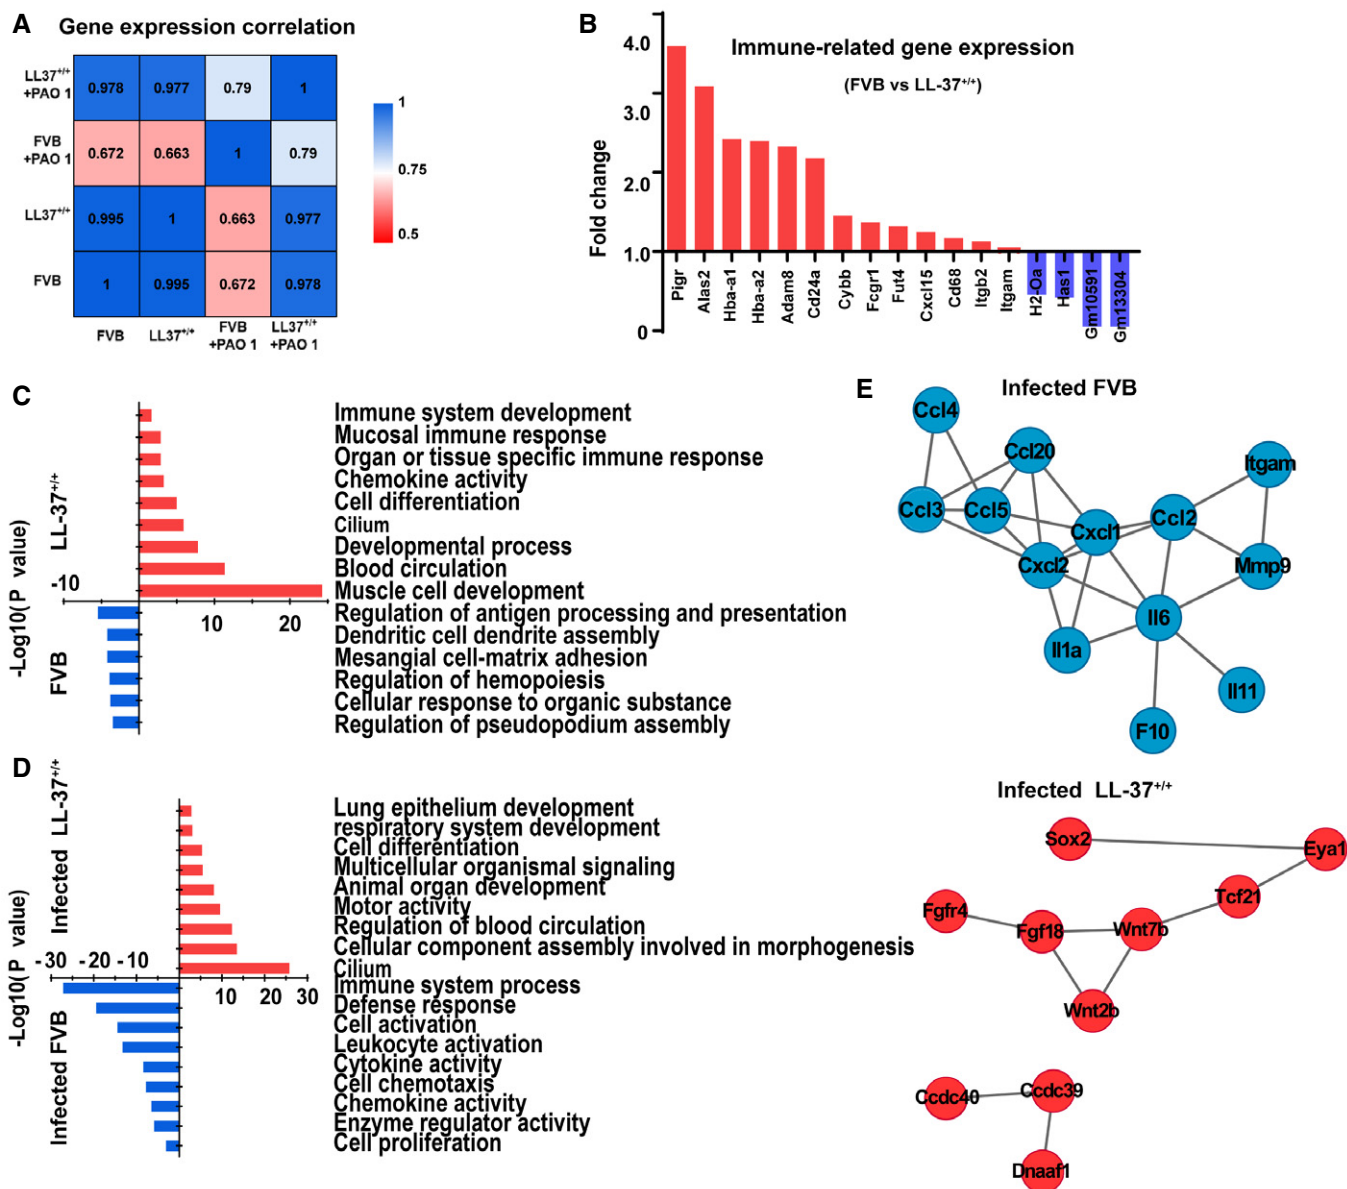 A
Gene expression correlation
LL37+/+
+PAO 1
0.978 0.977 0.79 1
FVB
+PAO 1
0.672 0.663 1 0.79
LL37+/+
0.995 1 0.663 0.977
FVB
1 0.995 0.672 0.978
FVB LL37+/+ FVB +PAO 1 LL37+/+ +PAO 1
1
0.75
0.5
B
Immune-related gene expression
(FVB vs LL-37+/+)
Fold change
4.0
3.0
2.0
1.0
0
Pigr
Alas2
Hba-a1
Hba-a2
Adam8
Cd24a
Cybb
Fcgr1
Fut4
Cxcl15
Cd68
Itgb2
Itgam
H2-Oa
Has1
Gm10591
Gm13304
C
-Log10(P value)
LL-37+/+
FVB
-10
10 20
Immune system development
Mucosal immune response
Organ or tissue specific immune response
Chemokine activity
Cell differentiation
Cilium
Developmental process
Blood circulation
Muscle cell development
Regulation of antigen processing and presentation
Dendritic cell dendrite assembly
Mesangial cell-matrix adhesion
Regulation of hemopoiesis
Cellular response to organic substance
Regulation of pseudopodium assembly
D
-Log10(P value)
Infected LL-37+/+
Infected FVB
-30 -20 -10
10 20 30
Lung epithelium development
respiratory system development
Cell differentiation
Multicellular organismal signaling
Animal organ development
Motor activity
Regulation of blood circulation
Cellular component assembly involved in morphogenesis
Cilium
Immune system process
Defense response
Cell activation
Leukocyte activation
Cytokine activity
Cell chemotaxis
Chemokine activity
Enzyme regulator activity
Cell proliferation
E
Infected FVB
Ccl4
Ccl20
Itgam
Ccl3
Ccl5
Cxcl1
Ccl2
Cxcl2
Mmp9
Il6
Il1a
Il11
F10
Infected LL-37+/+
Sox2
Eya1
Tcf21
Fgfr4
Fgf18
Wnt7b
Wnt2b
Ccdc40
Ccdc39
Dnaaf1